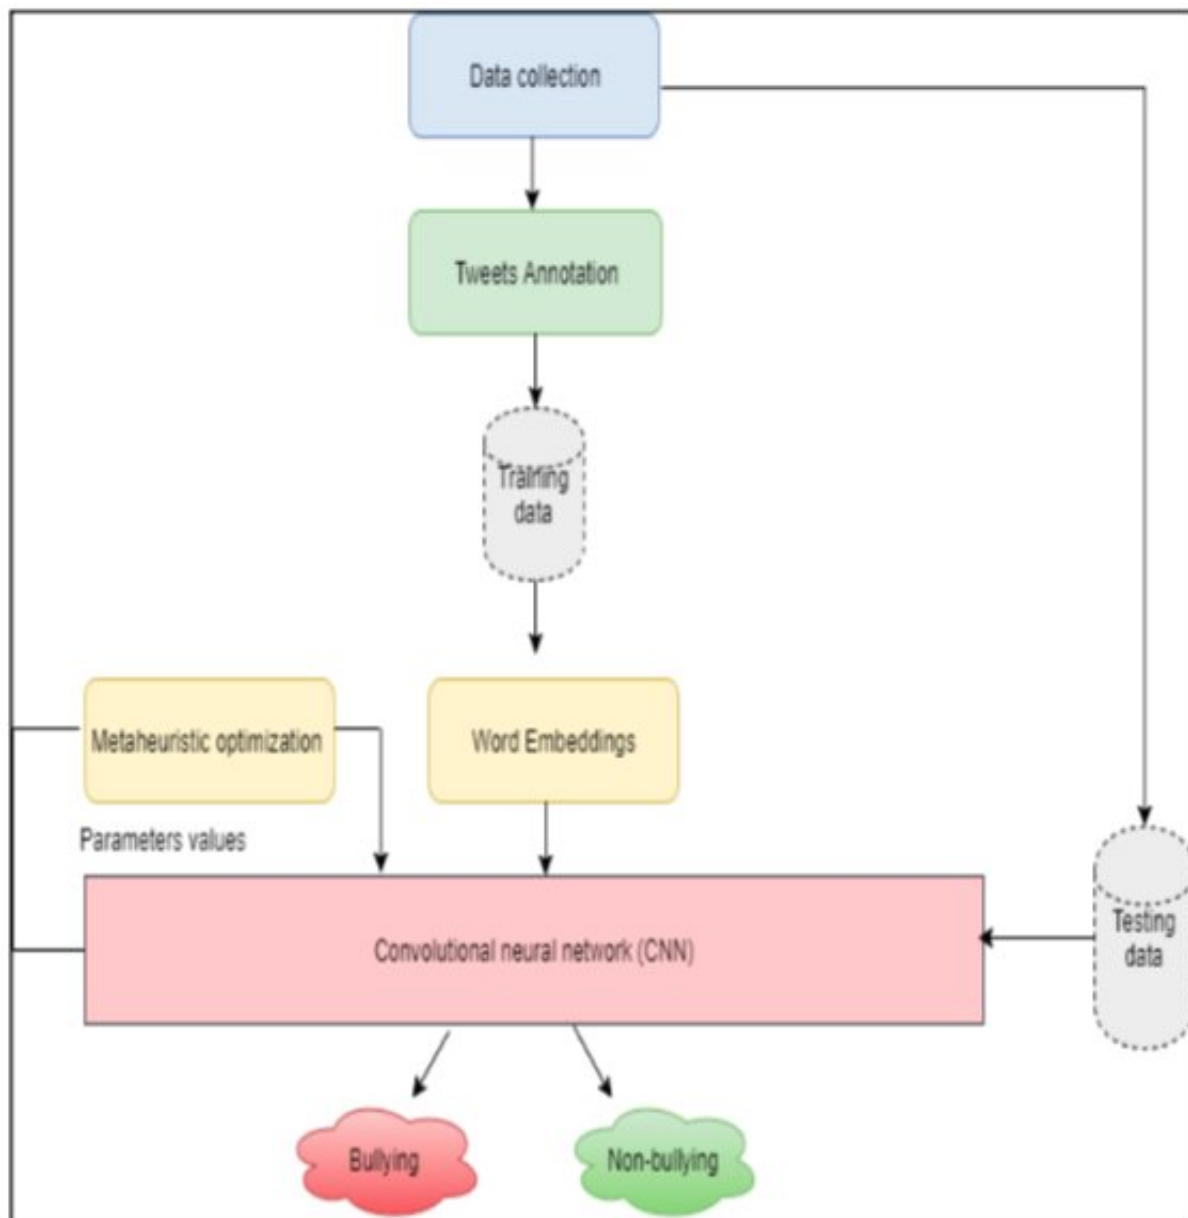 Data collection
Tweets Annotation
Training
data
Metaheuristic optimization
Word Embeddings
Parameters values
Convolutional neural network (CNN)
Testing
data
Bullying
Non-bullying